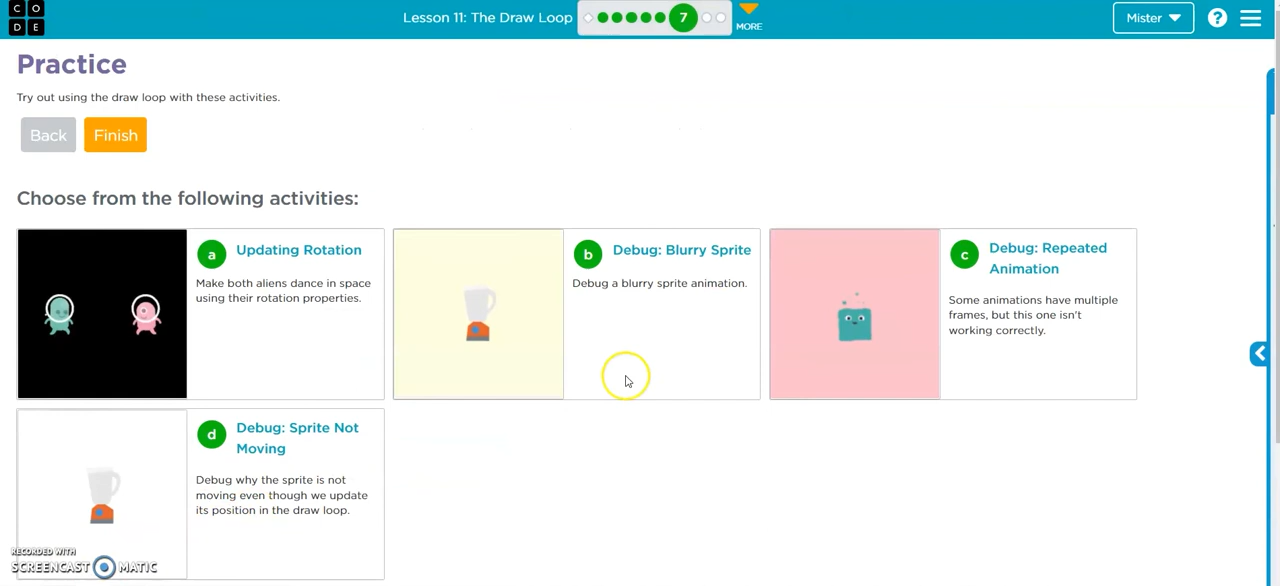 C O
D E
Lesson 11: The Draw Loop
7
MORE
Mister
?
Practice
Try out using the draw loop with these activities.
Back
Finish
Choose from the following activities:
a
Updating Rotation
Make both aliens dance in space
using their rotation properties.
b
Debug: Blurry Sprite
Debug a blurry sprite animation.
c
Debug: Repeated
Animation
Some animations have multiple
frames, but this one isn't
working correctly.
d
Debug: Sprite Not
Moving
Debug why the sprite is not
moving even though we update
its position in the draw loop.
RECORDED WITH
SCREENCAST MATIC